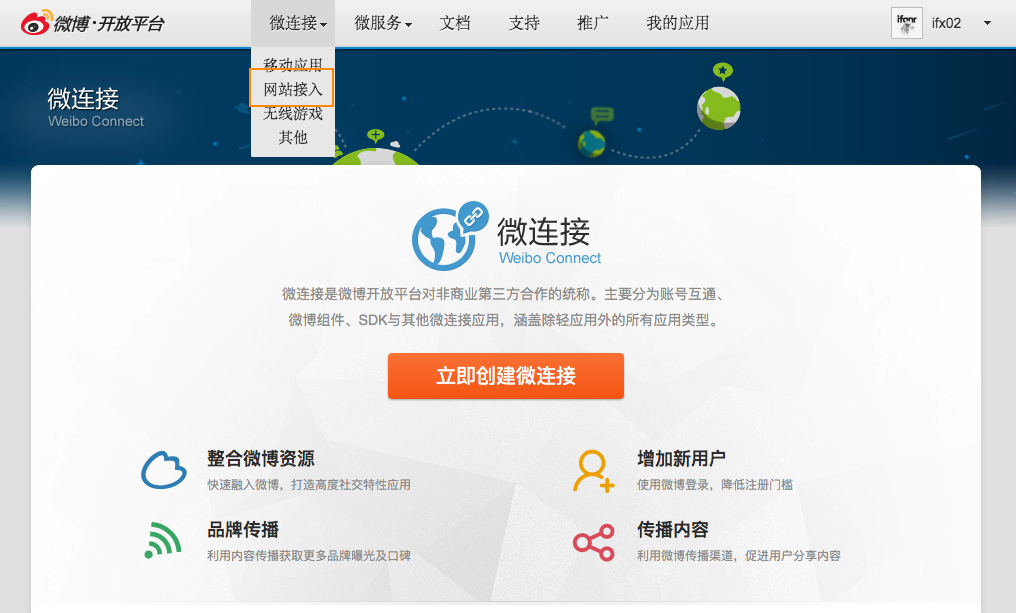 微博·开放平台
微连接 微服务 文档 支持 推广 我的应用
ifanr
ifx02
移动应用
网站接入
无线游戏
其他
微连接
Weibo Connect
微连接
Weibo Connect
微连接是微博开放平台对非商业第三方合作的统称。主要分为账号互通、
微博组件、SDK与其他微连接应用，涵盖除轻应用外的所有应用类型。
立即创建微连接
整合微博资源
快速融入微博，打造高度社交特性应用
增加新用户
使用微博登录，降低注册门槛
品牌传播
利用内容传播获取更多品牌曝光及口碑
传播内容
利用微博传播渠道，促进用户分享内容